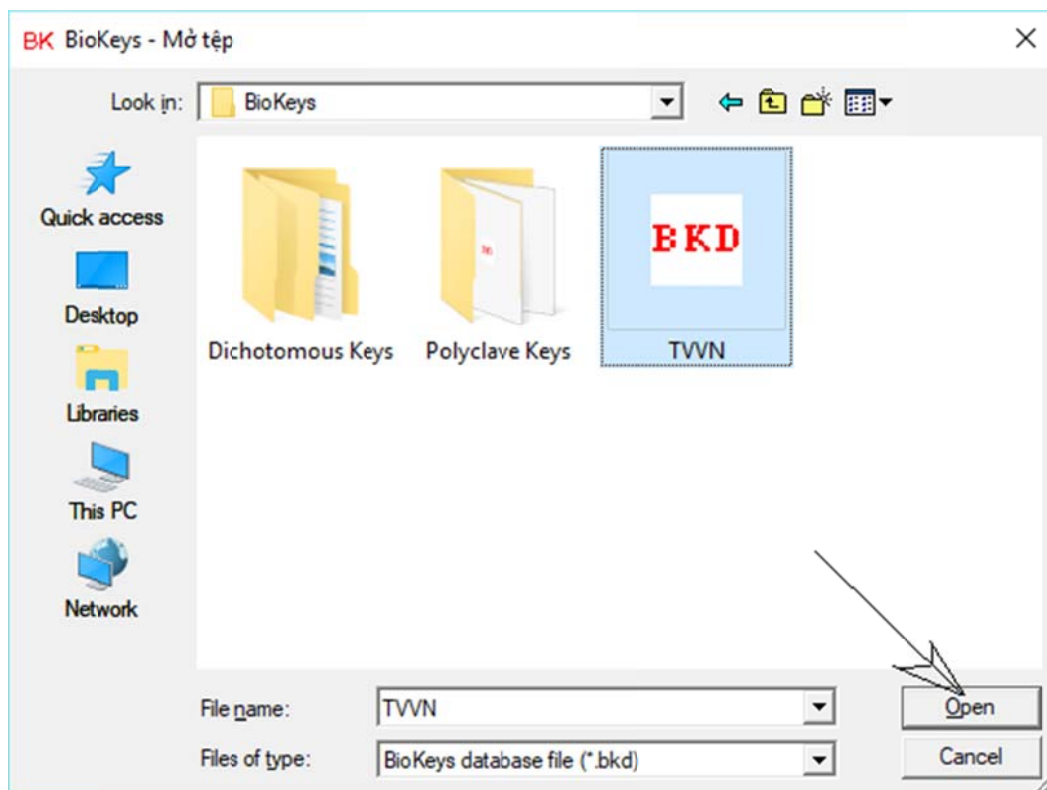 BK BioKeys - Mở tệp
Look in: BioKeys
Quick access
Desktop
Libraries
This PC
Network
BKD
Dichotomous Keys Polyclave Keys TVVN
File name: TVVN Open
Files of type: BioKeys database file (*.bkd) Cancel